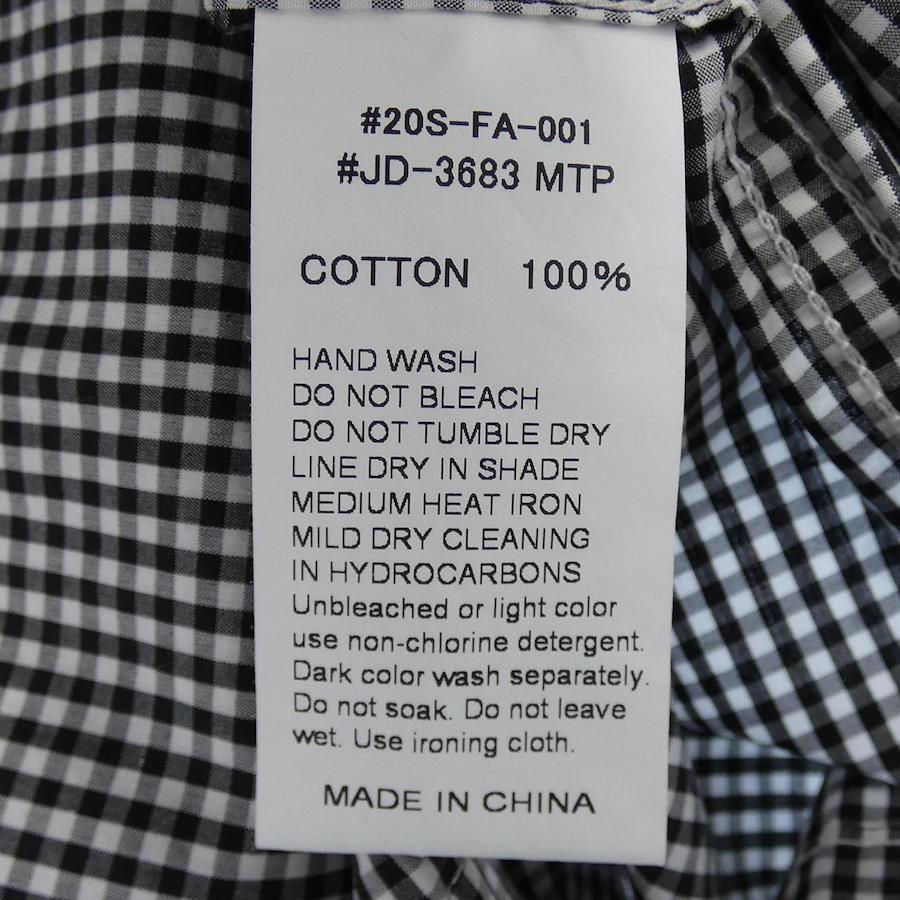 #20S-FA-001
#JD-3683 MTP
COTTON 100%
HAND WASH
DO NOT BLEACH
DO NOT TUMBLE DRY
LINE DRY IN SHADE
MEDIUM HEAT IRON
MILD DRY CLEANING
IN HYDROCARBONS
Unbleached or light color
use non-chlorine detergent.
Dark color wash separately.
Do not soak. Do not leave
wet. Use ironing cloth.
MADE IN CHINA